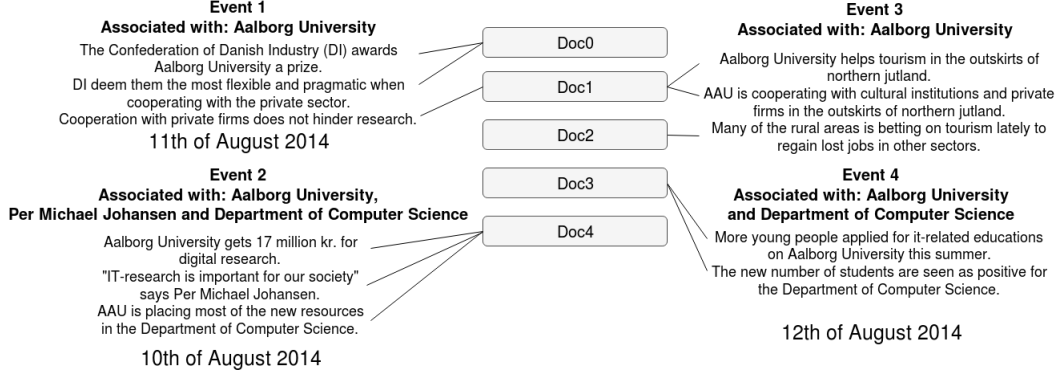 Event 1
Associated with: Aalborg University
The Confederation of Danish Industry (DI) awards
Aalborg University a prize.
DI deem them the most flexible and pragmatic when
cooperating with the private sector.
Cooperation with private firms does not hinder research.
11th of August 2014
Event 2
Associated with: Aalborg University,
Per Michael Johansen and Department of Computer Science
Aalborg University gets 17 million kr. for
digital research.
"IT-research is important for our society"
says Per Michael Johansen.
AAU is placing most of the new resources
in the Department of Computer Science.
10th of August 2014
Doc0
Doc1
Doc2
Doc3
Doc4
Event 3
Associated with: Aalborg University
Aalborg University helps tourism in the outskirts of
northern jutland.
AAU is cooperating with cultural institutions and private
firms in the outskirts of northern jutland.
Many of the rural areas is betting on tourism lately to
regain lost jobs in other sectors.
Event 4
Associated with: Aalborg University
and Department of Computer Science
More young people applied for it-related educations
on Aalborg University this summer.
The new number of students are seen as positive for
the Department of Computer Science.
12th of August 2014